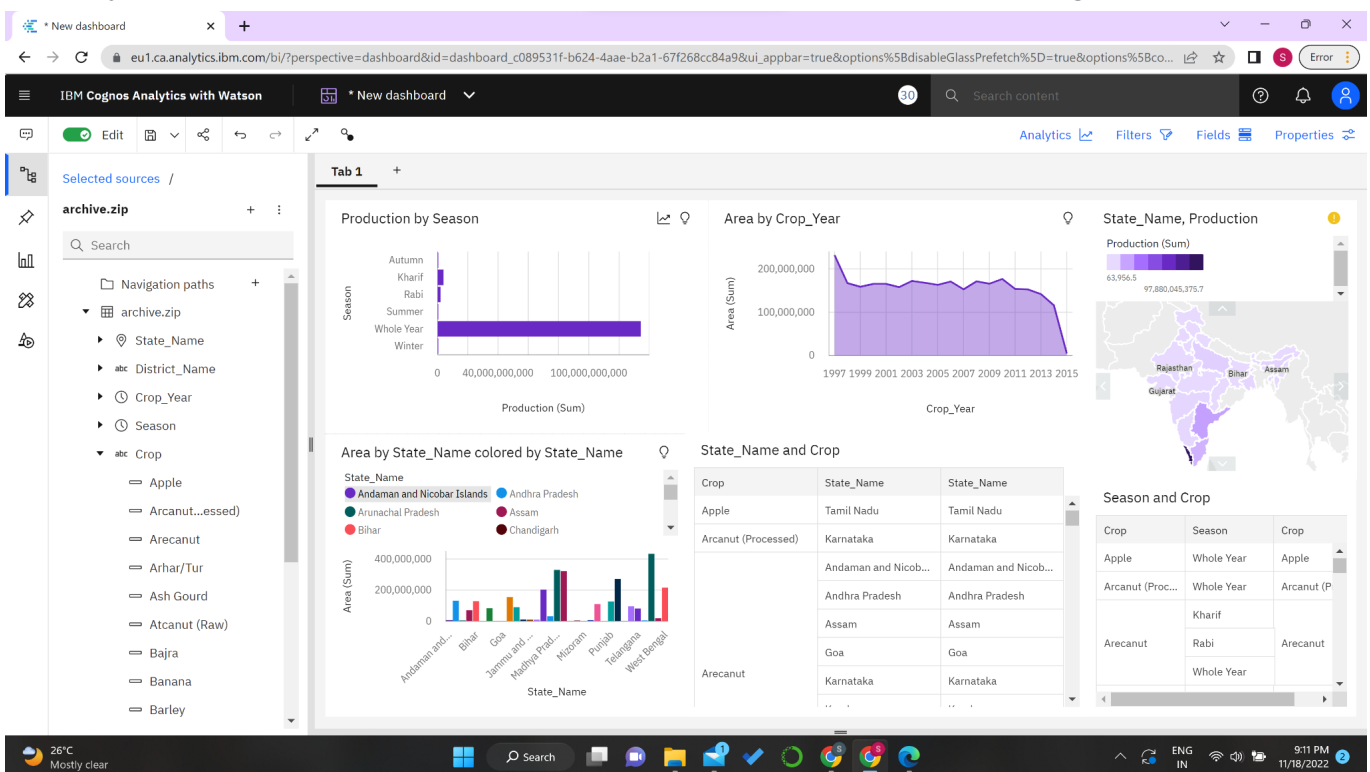 * New dashboard
eu1.ca.analytics.ibm.com/bi/?perspective=dashboard&id=dashboard_c089531f-b624-4aae-b2a1-67f268cc84a9&ui_appbar=true&options%5BdisableGlassPrefetch%5D=true&options%5Bco...
S
Error
IBM Cognos Analytics with Watson
* New dashboard
30
Search content
Edit
Analytics
Filters
Fields
Properties
Selected sources /
archive.zip
Search
Navigation paths
archive.zip
State_Name
abc District_Name
Crop_Year
Season
abc Crop
Apple
Arcanut...essed)
Arecanut
Arhar/Tur
Ash Gourd
Atcanut (Raw)
Bajra
Banana
Barley
Tab 1
Production by Season
Season
Autumn
Kharif
Rabi
Summer
Whole Year
Winter
0 40,000,000,000 100,000,000,000
Production (Sum)
Area by Crop_Year
Area (Sum)
200,000,000
100,000,000
0
1997 1999 2001 2003 2005 2007 2009 2011 2013 2015
Crop_Year
State_Name, Production
Production (Sum)
63,956.5
97,880,045,375.7
Rajasthan
Bihar
Assam
Gujarat
Area by State_Name colored by State_Name
State_Name
Andaman and Nicobar Islands
Andhra Pradesh
Arunachal Pradesh
Assam
Bihar
Chandigarh
Area (Sum)
400,000,000
200,000,000
0
Andaman and...
Bihar
Goa
Jammu and ...
Madhya Prad...
Mizoram
Punjab
Telangana
West Bengal
State_Name
State_Name and Crop
Crop State_Name State_Name
Apple Tamil Nadu Tamil Nadu
Arcanut (Processed) Karnataka Karnataka
Andaman and Nicob... Andaman and Nicob...
Andhra Pradesh Andhra Pradesh
Assam Assam
Goa Goa
Arecanut Karnataka Karnataka
Season and Crop
Crop Season Crop
Apple Whole Year Apple
Arcanut (Proc... Whole Year Arcanut (P
Kharif
Arecanut Rabi Arecanut
Whole Year
26°C
Mostly clear
Search
1
S
S
ENG
IN
9:11 PM
11/18/2022
2